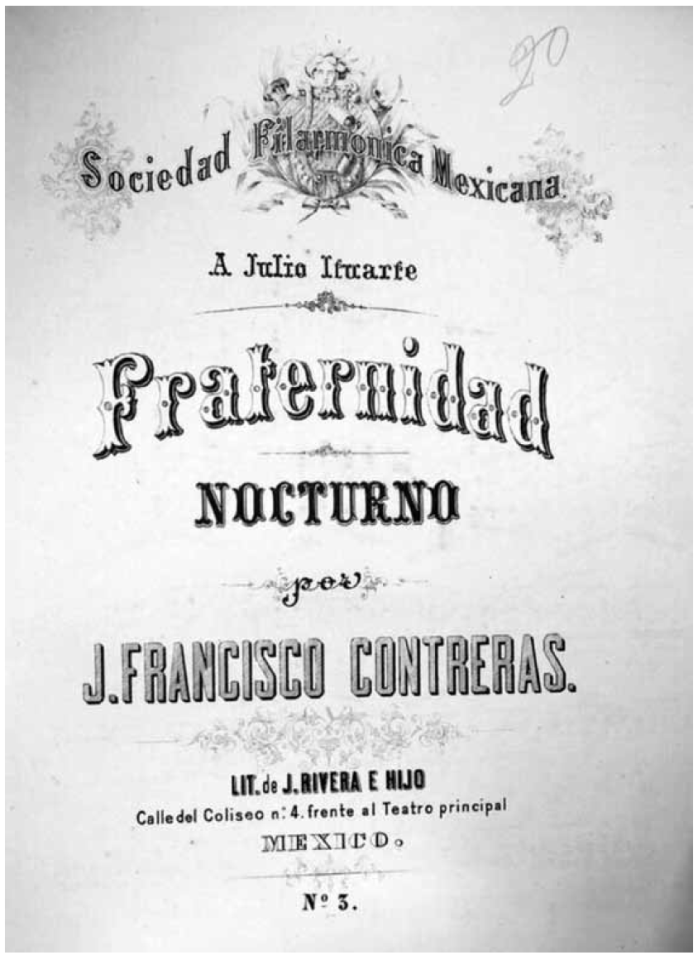 20
Sociedad Filarmónica Mexicana.
A Julio Ituarte
Fraternidad
NOCTURNO
por
J. FRANCISCO CONTRERAS.
LIT. de J. RIVERA E HIJO
Calle del Coliseo n.º 4. frente al Teatro principal
MEXICO.
Nº 3.